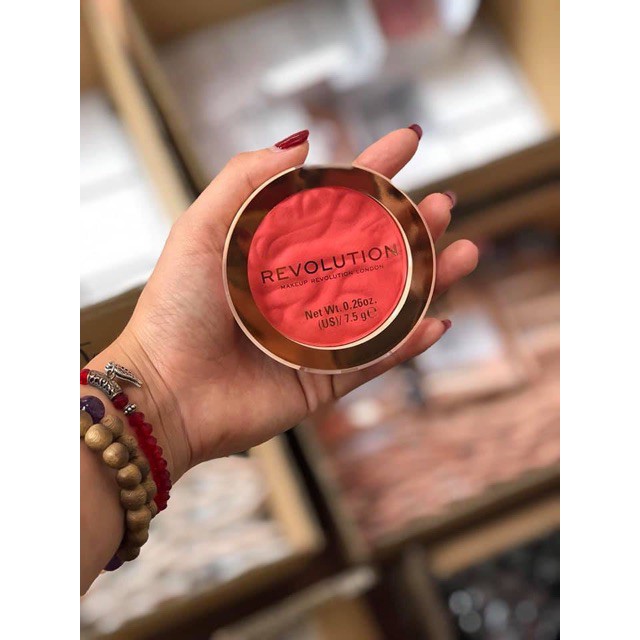 REVOLUTION
MAKEUP REVOLUTION LONDON
Net Wt. 0.26oz.
(US)/ 7.5 g℮